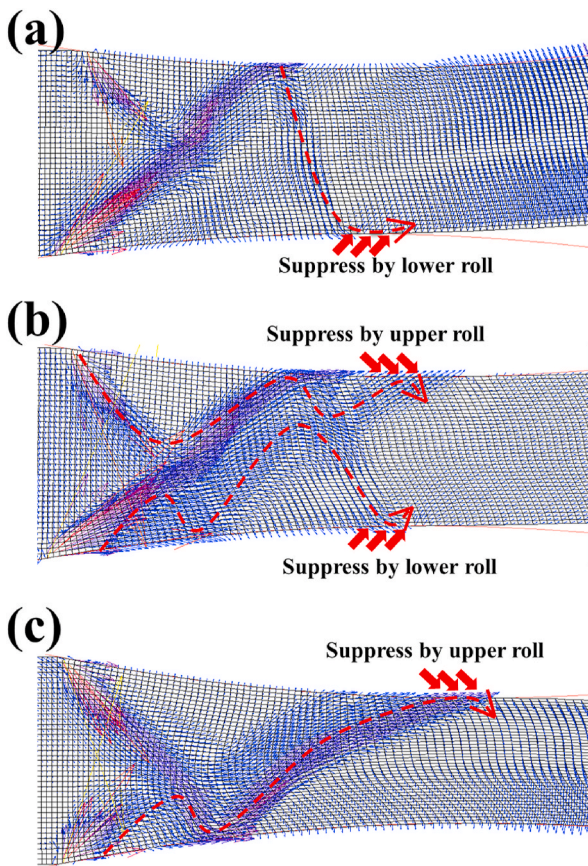 (a)
Suppress by lower roll
(b)
Suppress by upper roll
Suppress by lower roll
(c)
Suppress by upper roll